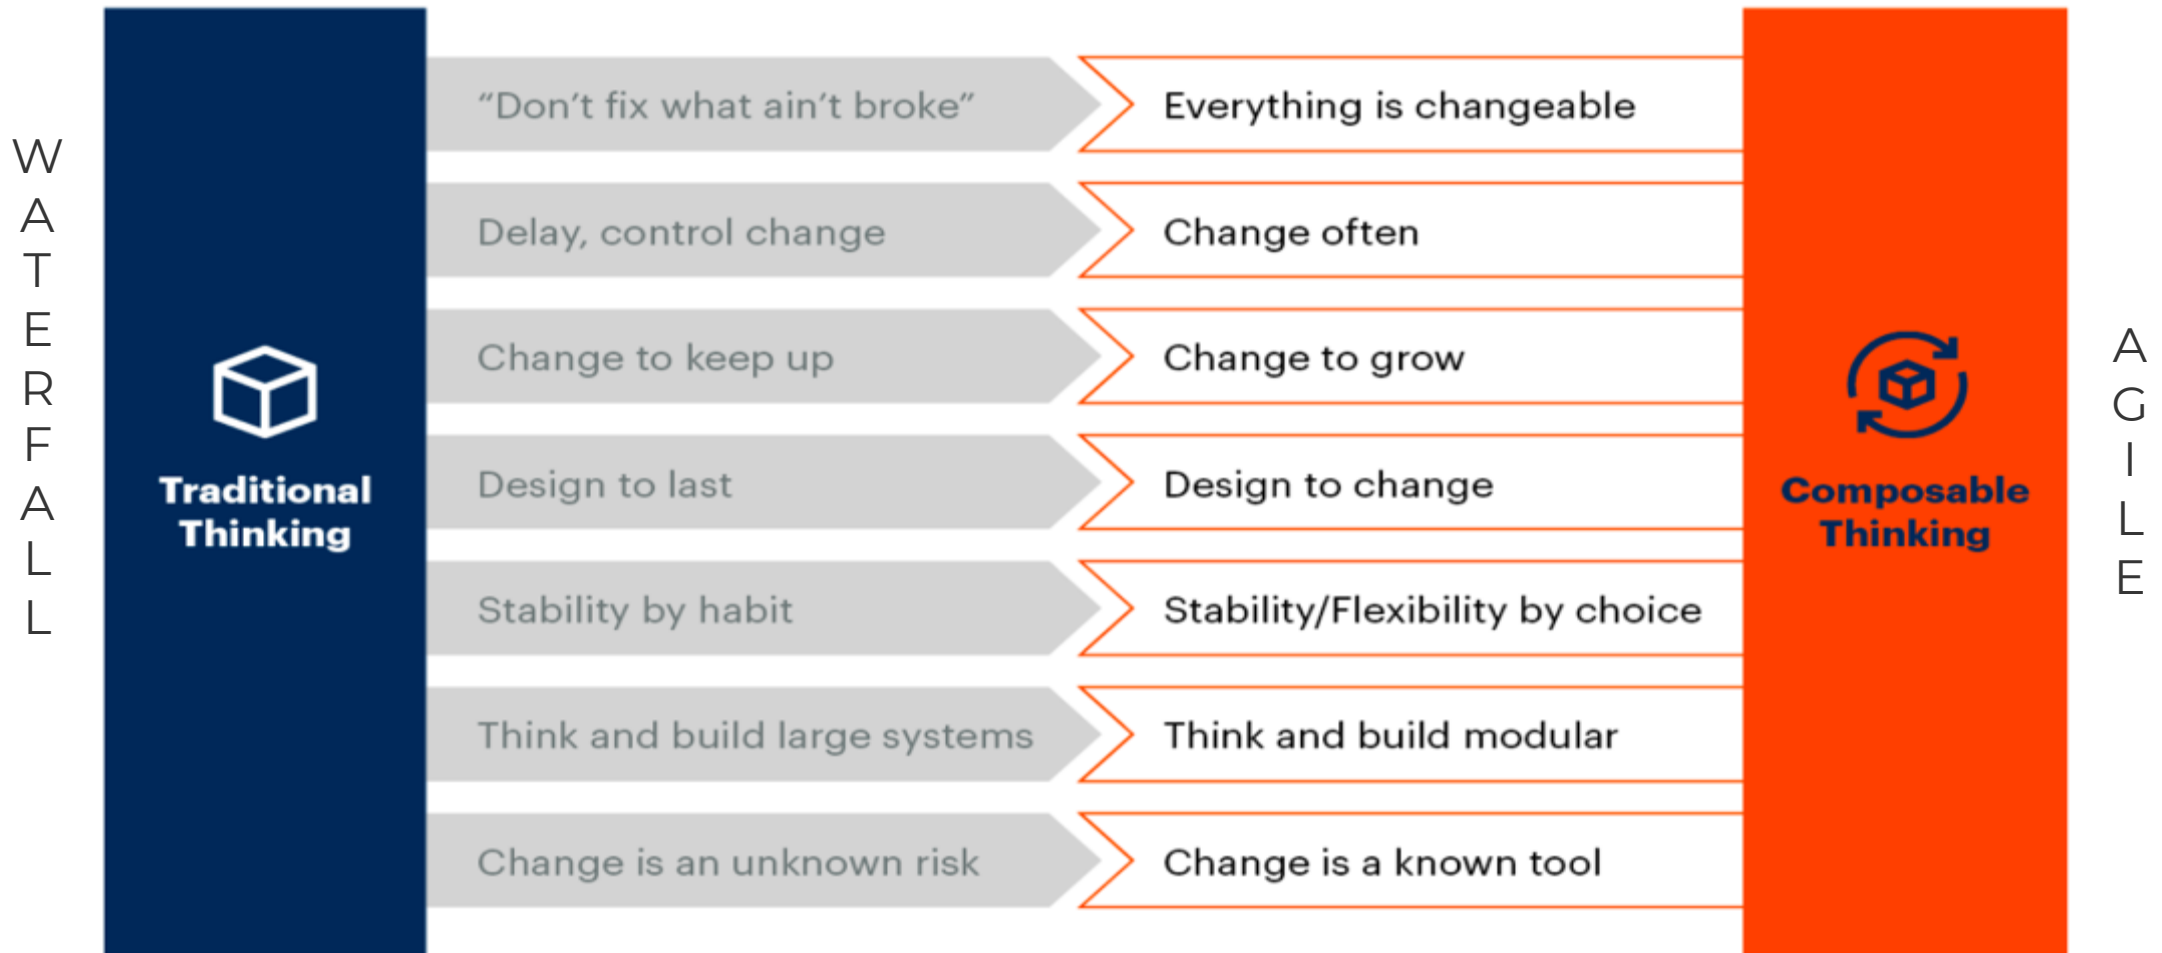 WATERFALL
Traditional
Thinking
“Don’t fix what ain’t broke”
Everything is changeable
Delay, control change
Change often
Change to keep up
Change to grow
Design to last
Design to change
Stability by habit
Stability/Flexibility by choice
Think and build large systems
Think and build modular
Change is an unknown risk
Change is a known tool
Composable
Thinking
AGILE